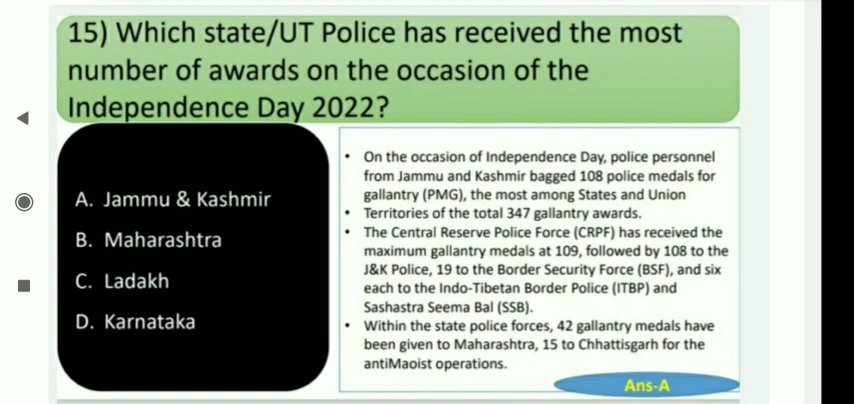 15) Which state/UT Police has received the most
number of awards on the occasion of the
Independence Day 2022?
A. Jammu & Kashmir
B. Maharashtra
C. Ladakh
D. Karnataka
• On the occasion of Independence Day, police personnel
from Jammu and Kashmir bagged 108 police medals for
gallantry (PMG), the most among States and Union
• Territories of the total 347 gallantry awards.
• The Central Reserve Police Force (CRPF) has received the
maximum gallantry medals at 109, followed by 108 to the
J&K Police, 19 to the Border Security Force (BSF), and six
each to the Indo-Tibetan Border Police (ITBP) and
Sashastra Seema Bal (SSB).
• Within the state police forces, 42 gallantry medals have
been given to Maharashtra, 15 to Chhattisgarh for the
antiMaoist operations.
Ans-A